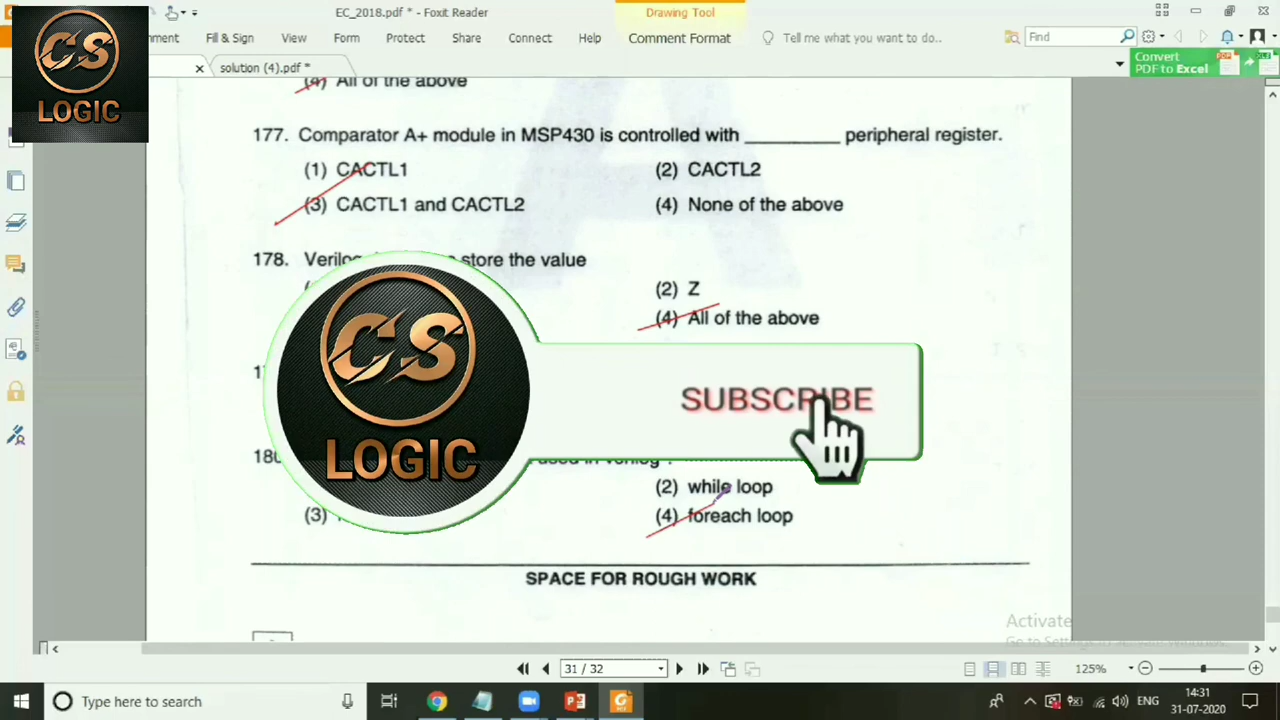 EC_2018.pdf * - Foxit Reader
Drawing Tool
Fill & Sign View Form Protect Share Connect Help Comment Format Tell me what you want to do.. Find
solution (4).pdf *
Convert
PDF to Excel
CS
LOGIC
(4) All of the above
177. Comparator A+ module in MSP430 is controlled with __________ peripheral register.
(1) CACTL1 (2) CACTL2
(3) CACTL1 and CACTL2 (4) None of the above
178. store the value
(2) Z
(4) All of the above
CS
LOGIC
SUBSCRIBE
used in verilog ?
(2) while loop
(3) (4) foreach loop
SPACE FOR ROUGH WORK
Activate
31 / 32
125%
Type here to search
ENG
14:31
31-07-2020